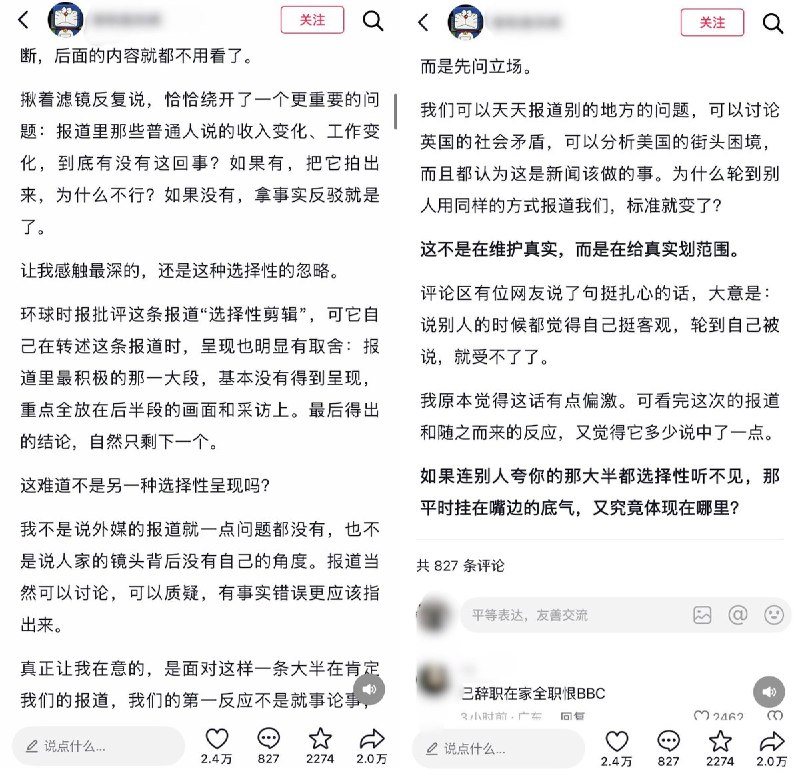 关注
断，后面的内容就都不用看了。
揪着滤镜反复说，恰恰绕开了一个更重要的问
题：报道里那些普通人说的收入变化、工作变
化，到底有没有这回事？如果有，把它拍出
来，为什么不行？如果没有，拿事实反驳就是
了。
让我感触最深的，还是这种选择性的忽略。
环球时报批评这条报道“选择性剪辑”，可它自
己在转述这条报道时，呈现也明显有取舍：报
道里最积极的那一大段，基本没有得到呈现，
重点全放在后半段的画面和采访上。最后得出
的结论，自然只剩下一个。
这难道不是另一种选择性呈现吗？
我不是说外媒的报道就一点问题都没有，也不
是说人家的镜头背后没有自己的角度。报道当
然可以讨论，可以质疑，有事实错误更应该指
出来。
真正让我在意的，是面对这样一条大半在肯定
我们的报道，我们的第一反应不是就事论事，
说点什么...
2.4万
827
2274
2.0万
关注
而是先问立场。
我们可以天天报道别的地方的问题，可以讨论
英国的社会矛盾，可以分析美国的街头困境，
而且都认为这是新闻该做的事。为什么轮到别
人用同样的方式报道我们，标准就变了？
这不是在维护真实，而是在给真实划范围。
评论区有位网友说了句挺扎心的话，大意是：
说别人的时候都觉得自己挺客观，轮到自己被
说，就受不了了。
我原本觉得这话有点偏激。可看完这次的报道
和随之而来的反应，又觉得它多少说中了一点。
如果连别人夸你的那大半都选择性听不见，那
平时挂在嘴边的底气，又究竟体现在哪里？
共 827 条评论
平等表达，友善交流
已辞职在家全职恨BBC
3小时前 · 广东 回复
2462
说点什么...
2.4万
827
2274
2.0万